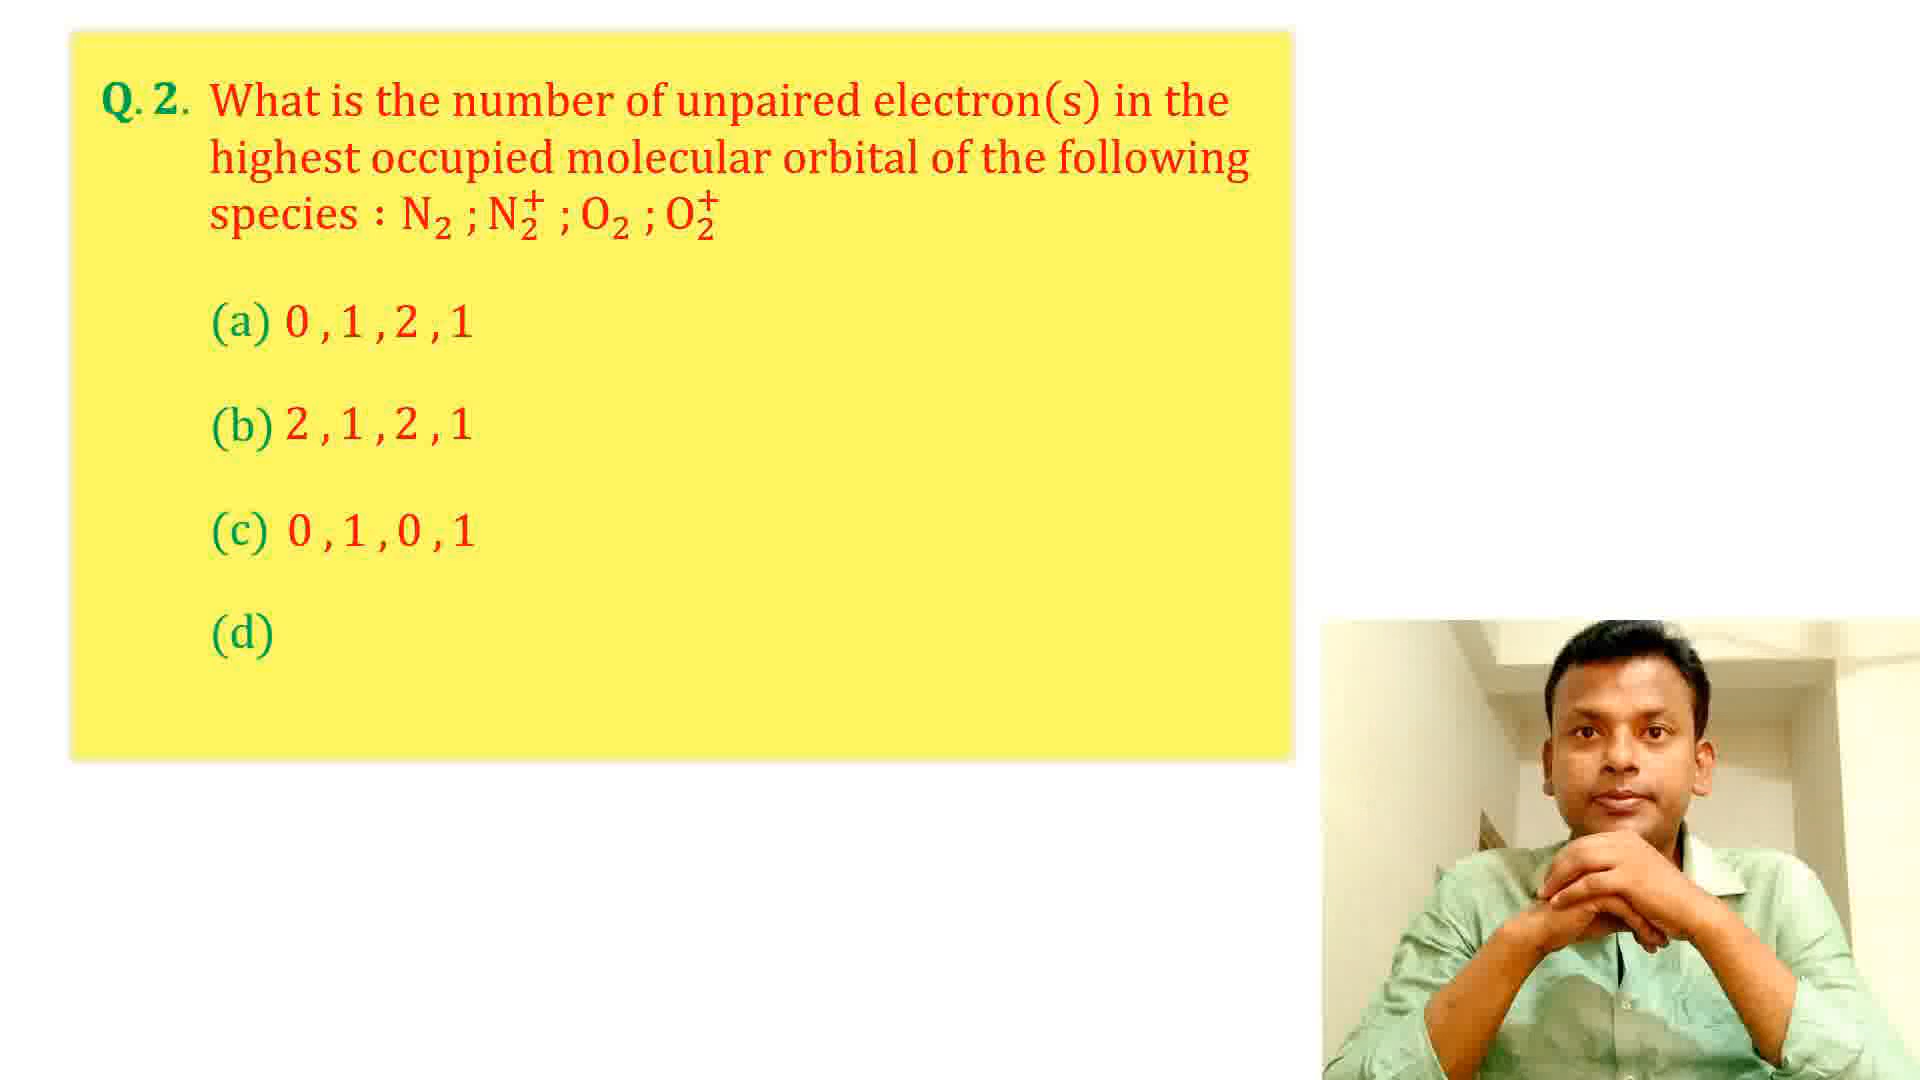 Q. 2. What is the number of unpaired electron(s) in the
highest occupied molecular orbital of the following
species : N₂ ; N₂⁺ ; O₂ ; O₂⁺
(a) 0 , 1 , 2 , 1
(b) 2 , 1 , 2 , 1
(c) 0 , 1 , 0 , 1
(d)